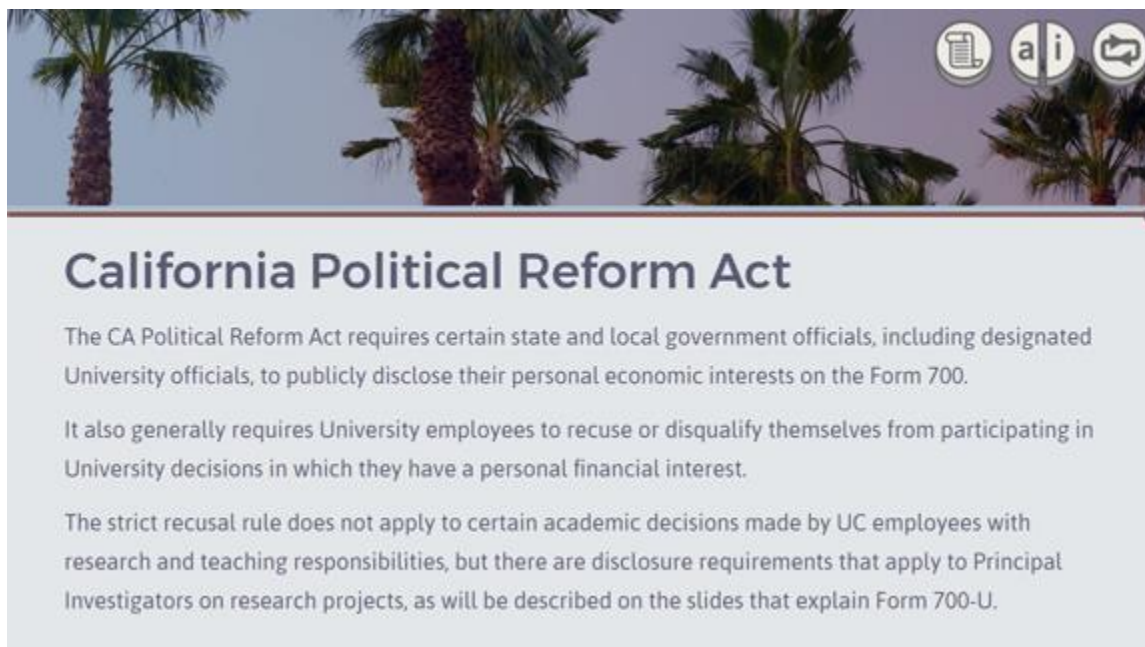 a i
California Political Reform Act
The CA Political Reform Act requires certain state and local government officials, including designated
University officials, to publicly disclose their personal economic interests on the Form 700.
It also generally requires University employees to recuse or disqualify themselves from participating in
University decisions in which they have a personal financial interest.
The strict recusal rule does not apply to certain academic decisions made by UC employees with
research and teaching responsibilities, but there are disclosure requirements that apply to Principal
Investigators on research projects, as will be described on the slides that explain Form 700-U.